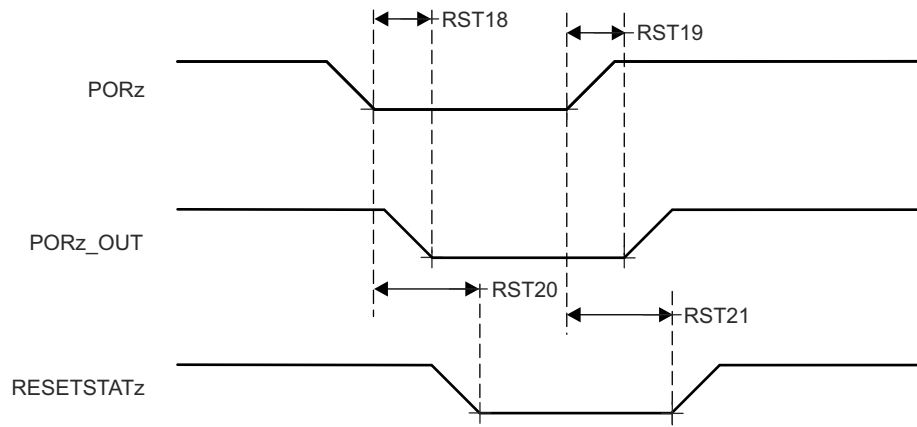 RST18
RST19
PORz
PORz_OUT
RST20
RST21
RESETSTATz